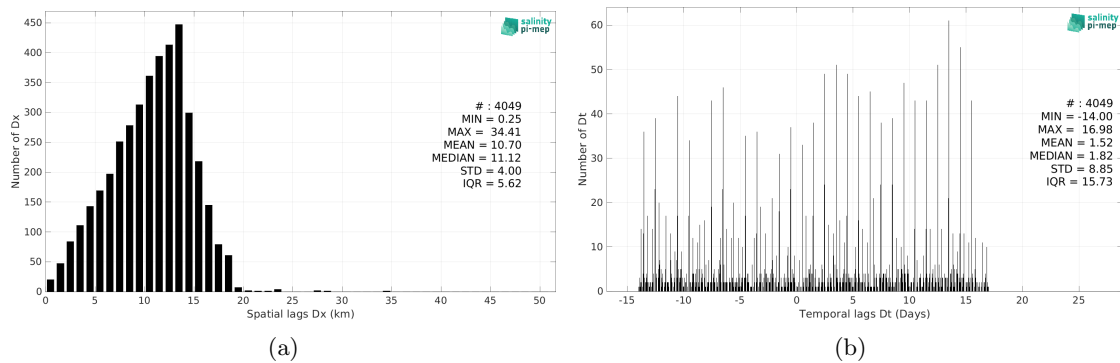 450
400
350
300
250
200
150
100
50
0
Number of Dx
0 5 10 15 20 25 30 35 40 45 50
Spatial lags Dx (km)
salinity
pi-mep
# : 4049
MIN = 0.25
MAX = 34.41
MEAN = 10.70
MEDIAN = 11.12
STD = 4.00
IQR = 5.62
(a)
60
50
40
30
20
10
0
Number of Dt
-15 -10 -5 0 5 10 15 20 25
Temporal lags Dt (Days)
salinity
pi-mep
# : 4049
MIN = -14.00
MAX = 16.98
MEAN = 1.52
MEDIAN = 1.82
STD = 8.85
IQR = 15.73
(b)